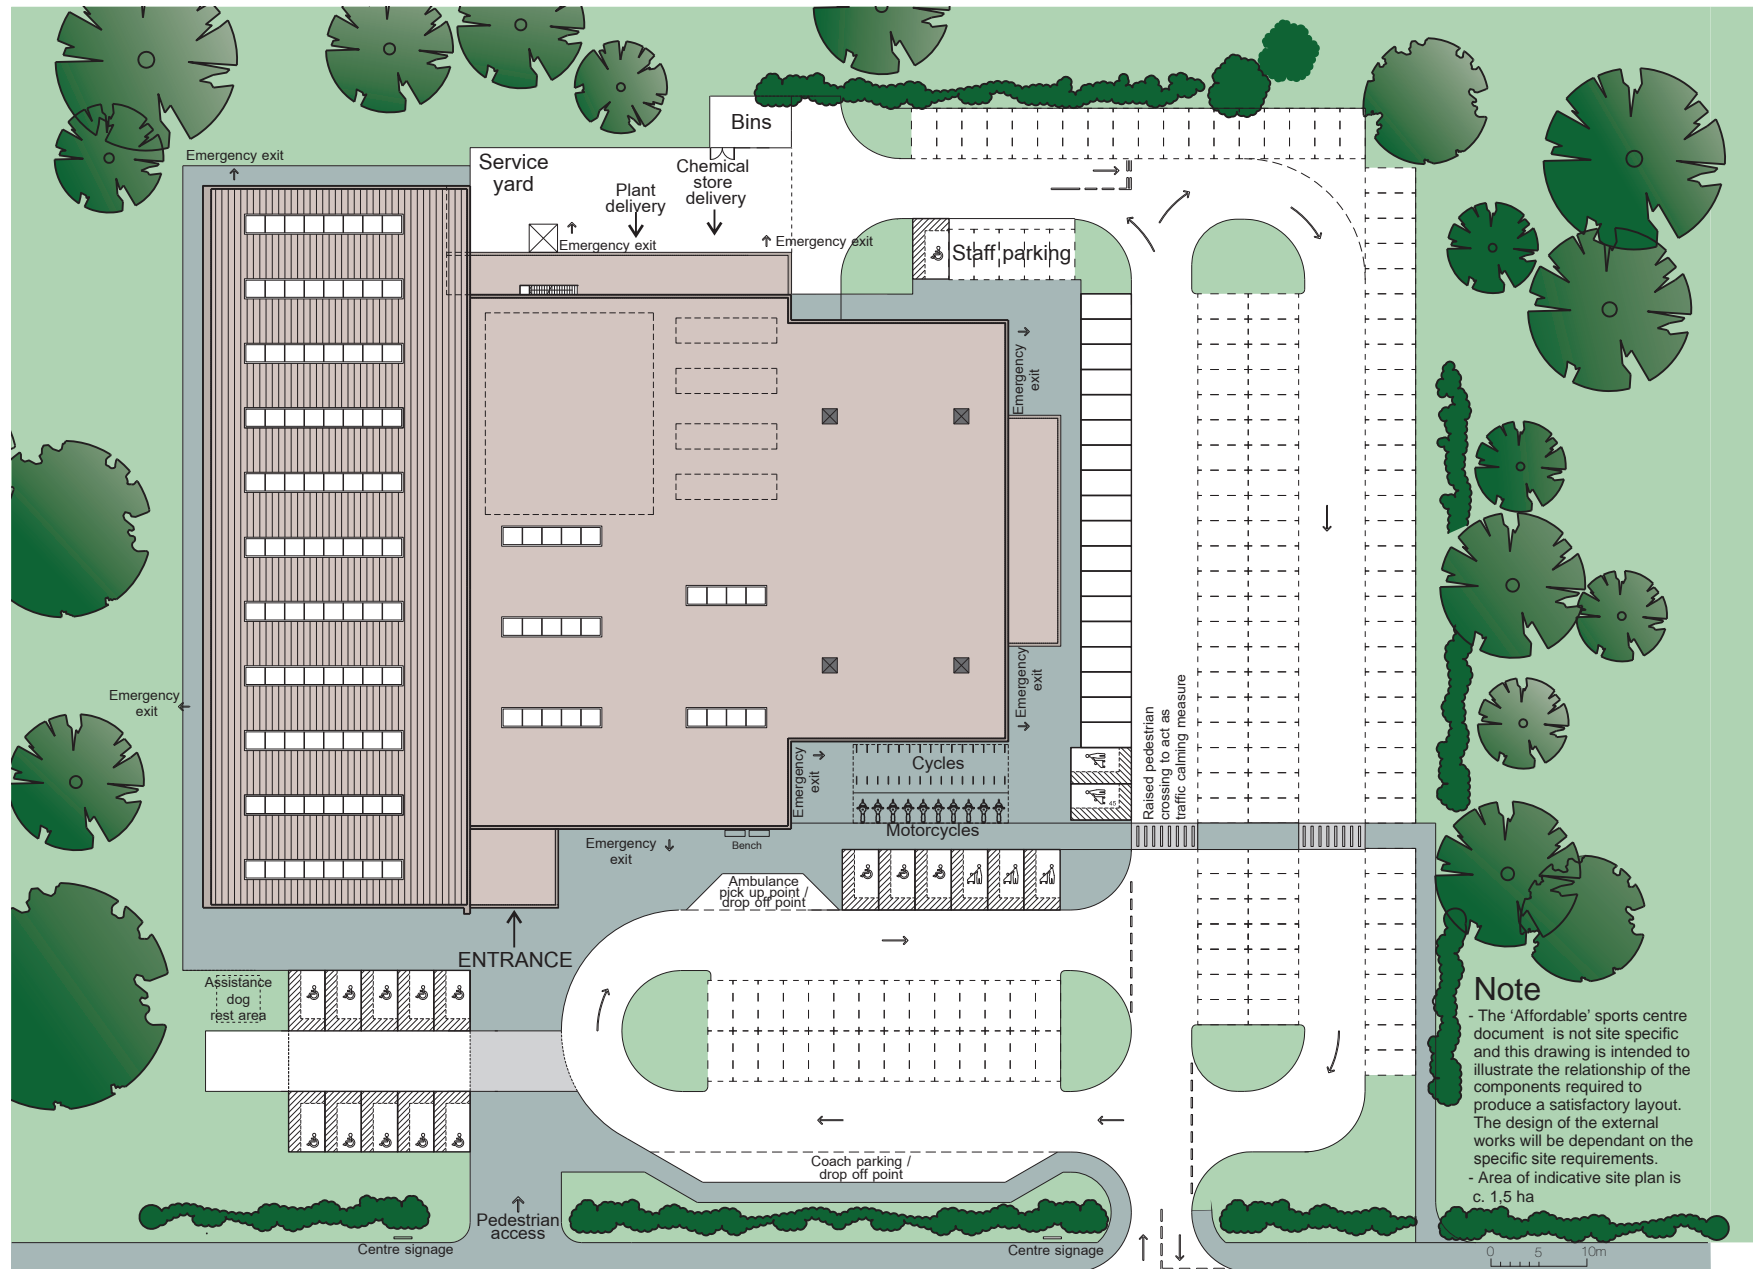 Bins
Emergency exit
Service
yard
Chemical
store
delivery
Plant
delivery
Emergency exit
Emergency exit
Staff parking
Emergency
exit
Emergency
exit
Emergency
exit
Raised pedestrian
crossing to act as
traffic calming measure
Cycles
45
Emergency
exit
Motorcycles
Emergency
exit
Bench
Ambulance
pick up point /
drop off point
ENTRANCE
Assistance
dog
rest area
Note
- The ‘Affordable’ sports centre
document is not site specific
and this drawing is intended to
illustrate the relationship of the
components required to
produce a satisfactory layout.
The design of the external
works will be dependant on the
specific site requirements.
- Area of indicative site plan is
c. 1,5 ha
Coach parking /
drop off point
Pedestrian
access
Centre signage
Centre signage
0 5 10m